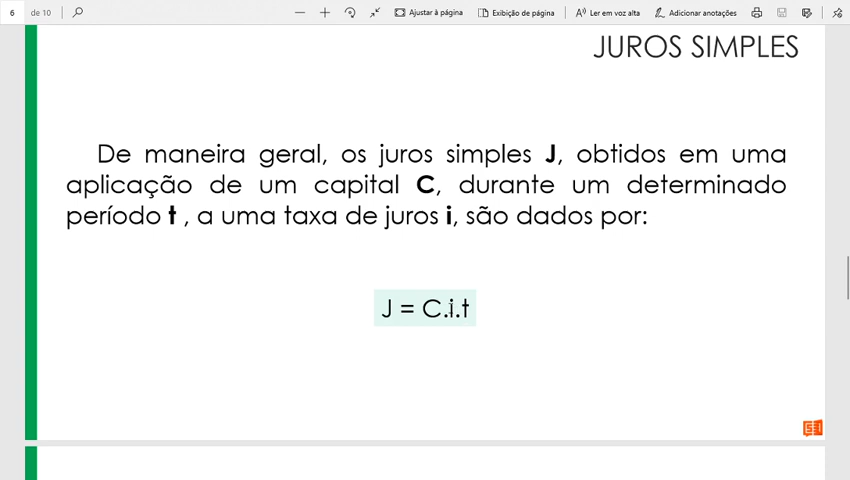 6 de 10 Ajustar à página Exibição de página Ler em voz alta Adicionar anotações
JUROS SIMPLES
De maneira geral, os juros simples J, obtidos em uma
aplicação de um capital C, durante um determinado
período t , a uma taxa de juros i, são dados por:
J = C.i.t